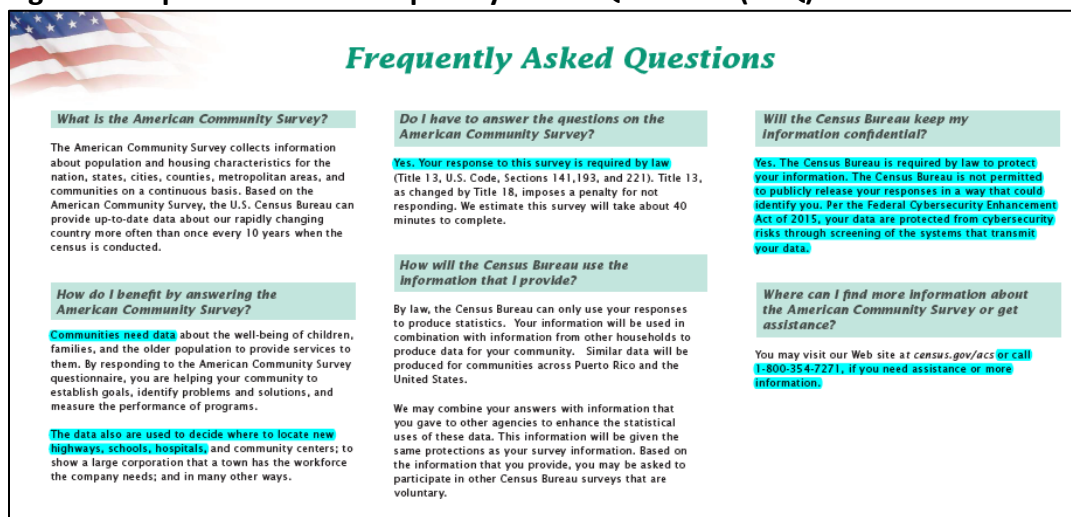 Frequently Asked Questions
What is the American Community Survey?
The American Community Survey collects information
about population and housing characteristics for the
nation, states, cities, counties, metropolitan areas, and
communities on a continuous basis. Based on the
American Community Survey, the U.S. Census Bureau can
provide up-to-date data about our rapidly changing
country more often than once every 10 years when the
census is conducted.
How do I benefit by answering the
American Community Survey?
Communities need data about the well-being of children,
families, and the older population to provide services to
them. By responding to the American Community Survey
questionnaire, you are helping your community to
establish goals, identify problems and solutions, and
measure the performance of programs.
The data also are used to decide where to locate new
highways, schools, hospitals, and community centers; to
show a large corporation that a town has the workforce
the company needs; and in many other ways.
Do I have to answer the questions on the
American Community Survey?
Yes. Your response to this survey is required by law
(Title 13, U.S. Code, Sections 141,193, and 221). Title 13,
as changed by Title 18, imposes a penalty for not
responding. We estimate this survey will take about 40
minutes to complete.
How will the Census Bureau use the
information that I provide?
By law, the Census Bureau can only use your responses
to produce statistics. Your information will be used in
combination with information from other households to
produce data for your community. Similar data will be
produced for communities across Puerto Rico and the
United States.
We may combine your answers with information that
you gave to other agencies to enhance the statistical
uses of these data. This information will be given the
same protections as your survey information. Based on
the information that you provide, you may be asked to
participate in other Census Bureau surveys that are
voluntary.
Will the Census Bureau keep my
information confidential?
Yes. The Census Bureau is required by law to protect
your information. The Census Bureau is not permitted
to publicly release your responses in a way that could
identify you. Per the Federal Cybersecurity Enhancement
Act of 2015, your data are protected from cybersecurity
risks through screening of the systems that transmit
your data.
Where can I find more information about
the American Community Survey or get
assistance?
You may visit our Web site at census.gov/acs or call
1-800-354-7271, if you need assistance or more
information.